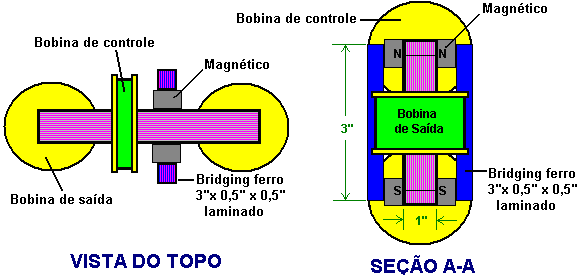 Bobina de controle
Magnético
Bobina de saída
Bridging ferro
3"x 0,5" x 0,5"
laminado
VISTA DO TOPO
Bobina de controle
Magnético
N
N
3"
Bobina
de Saída
S
S
1"
Bridging ferro
3"x 0,5" x 0,5"
laminado
SEÇÃO A-A